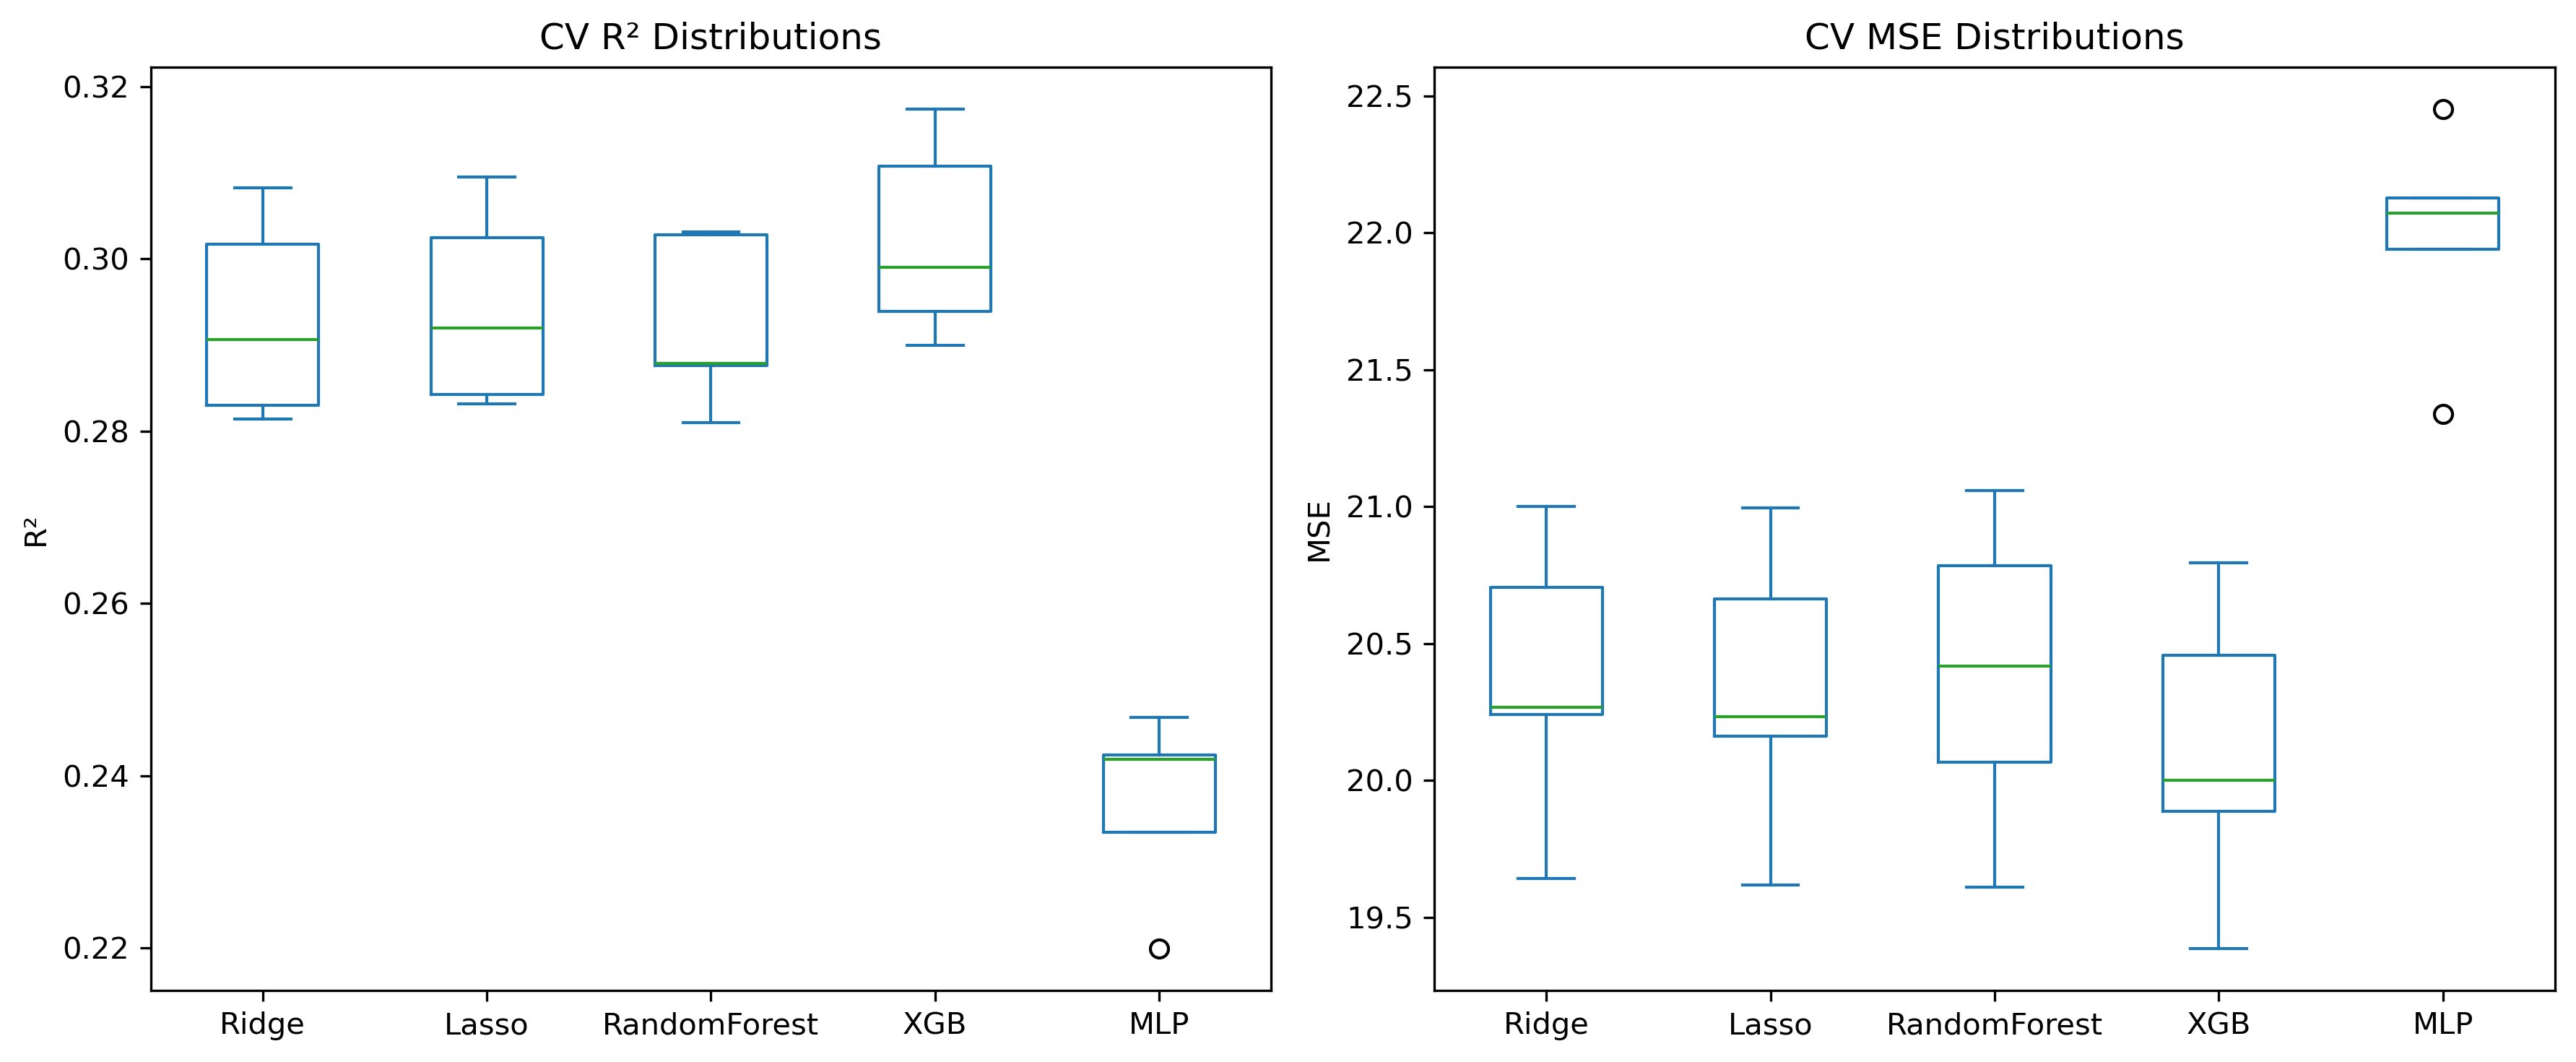 CV R² Distributions
R²
0.32
0.30
0.28
0.26
0.24
0.22
Ridge Lasso RandomForest XGB MLP
CV MSE Distributions
MSE
22.5
22.0
21.5
21.0
20.5
20.0
19.5
Ridge Lasso RandomForest XGB MLP